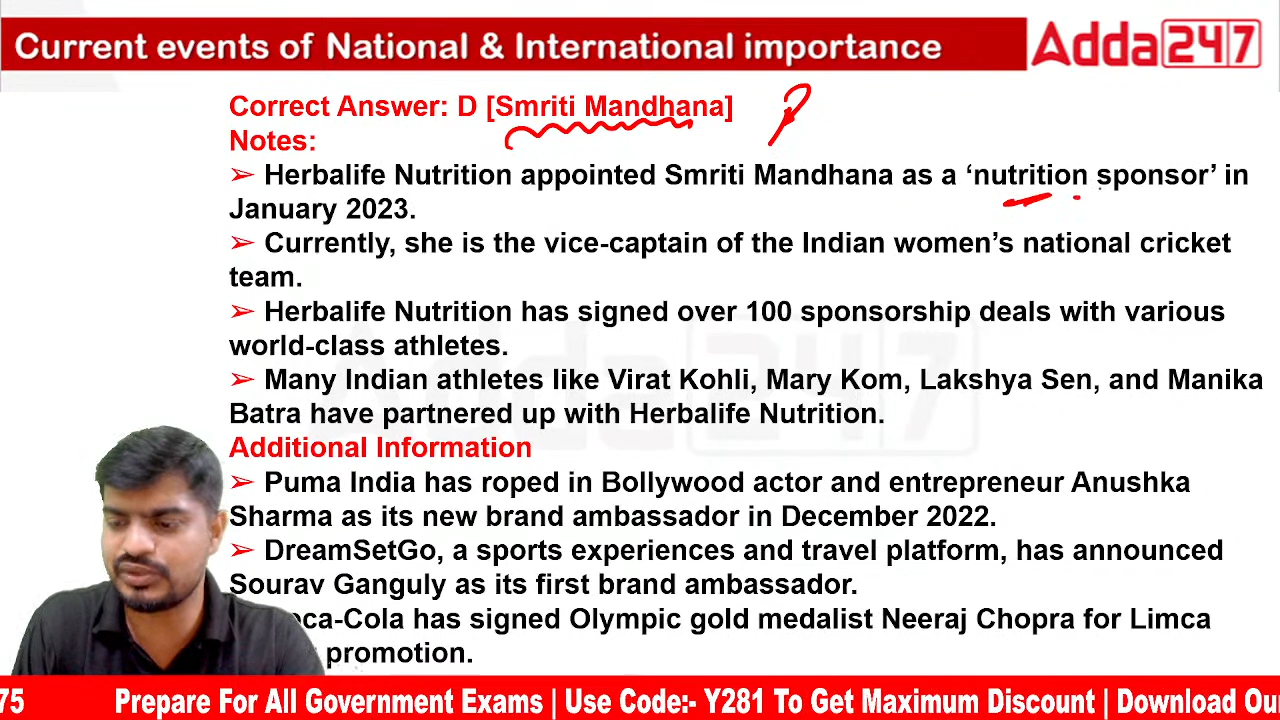 Current events of National & International importance
Adda247
Correct Answer: D [Smriti Mandhana]
Notes:
➢ Herbalife Nutrition appointed Smriti Mandhana as a ‘nutrition sponsor’ in
January 2023.
➢ Currently, she is the vice-captain of the Indian women’s national cricket
team.
➢ Herbalife Nutrition has signed over 100 sponsorship deals with various
world-class athletes.
➢ Many Indian athletes like Virat Kohli, Mary Kom, Lakshya Sen, and Manika
Batra have partnered up with Herbalife Nutrition.
Additional Information
➢ Puma India has roped in Bollywood actor and entrepreneur Anushka
Sharma as its new brand ambassador in December 2022.
➢ DreamSetGo, a sports experiences and travel platform, has announced
Sourav Ganguly as its first brand ambassador.
oca-Cola has signed Olympic gold medalist Neeraj Chopra for Limca
promotion.
75 Prepare For All Government Exams | Use Code:- Y281 To Get Maximum Discount | Download Ou